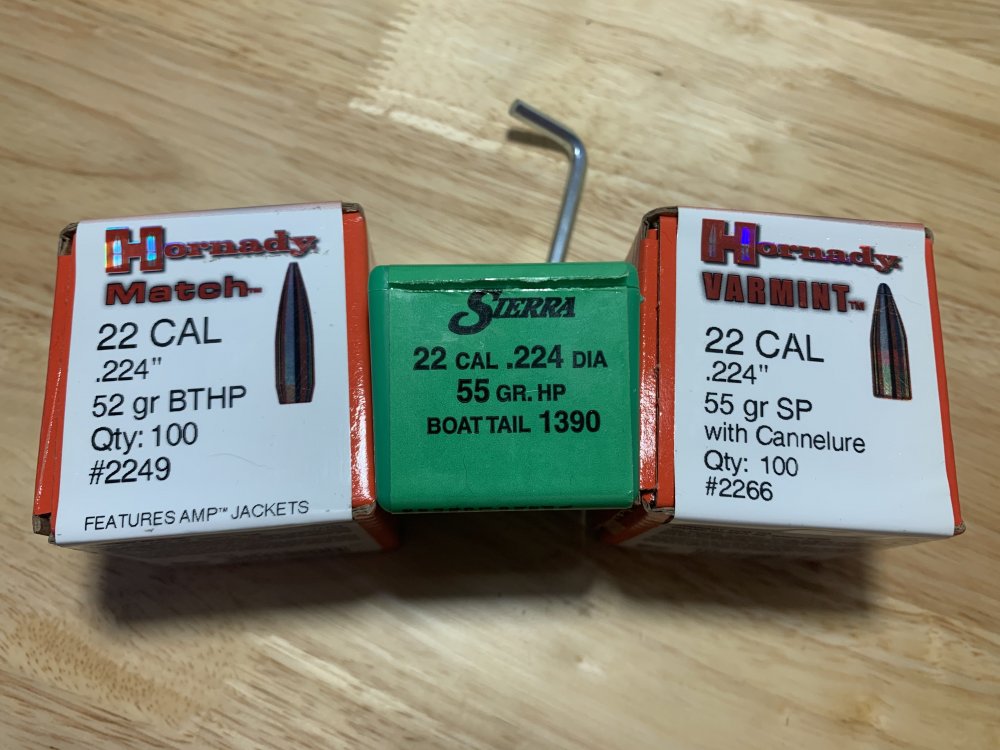 Hornady
Match™
22 CAL
.224"
52 gr BTHP
Qty: 100
#2249
FEATURES AMP™ JACKETS
SIERRA
22 CAL .224 DIA
55 GR. HP
BOAT TAIL 1390
Hornady
VARMINT™
22 CAL
.224"
55 gr SP
with Cannelure
Qty: 100
#2266